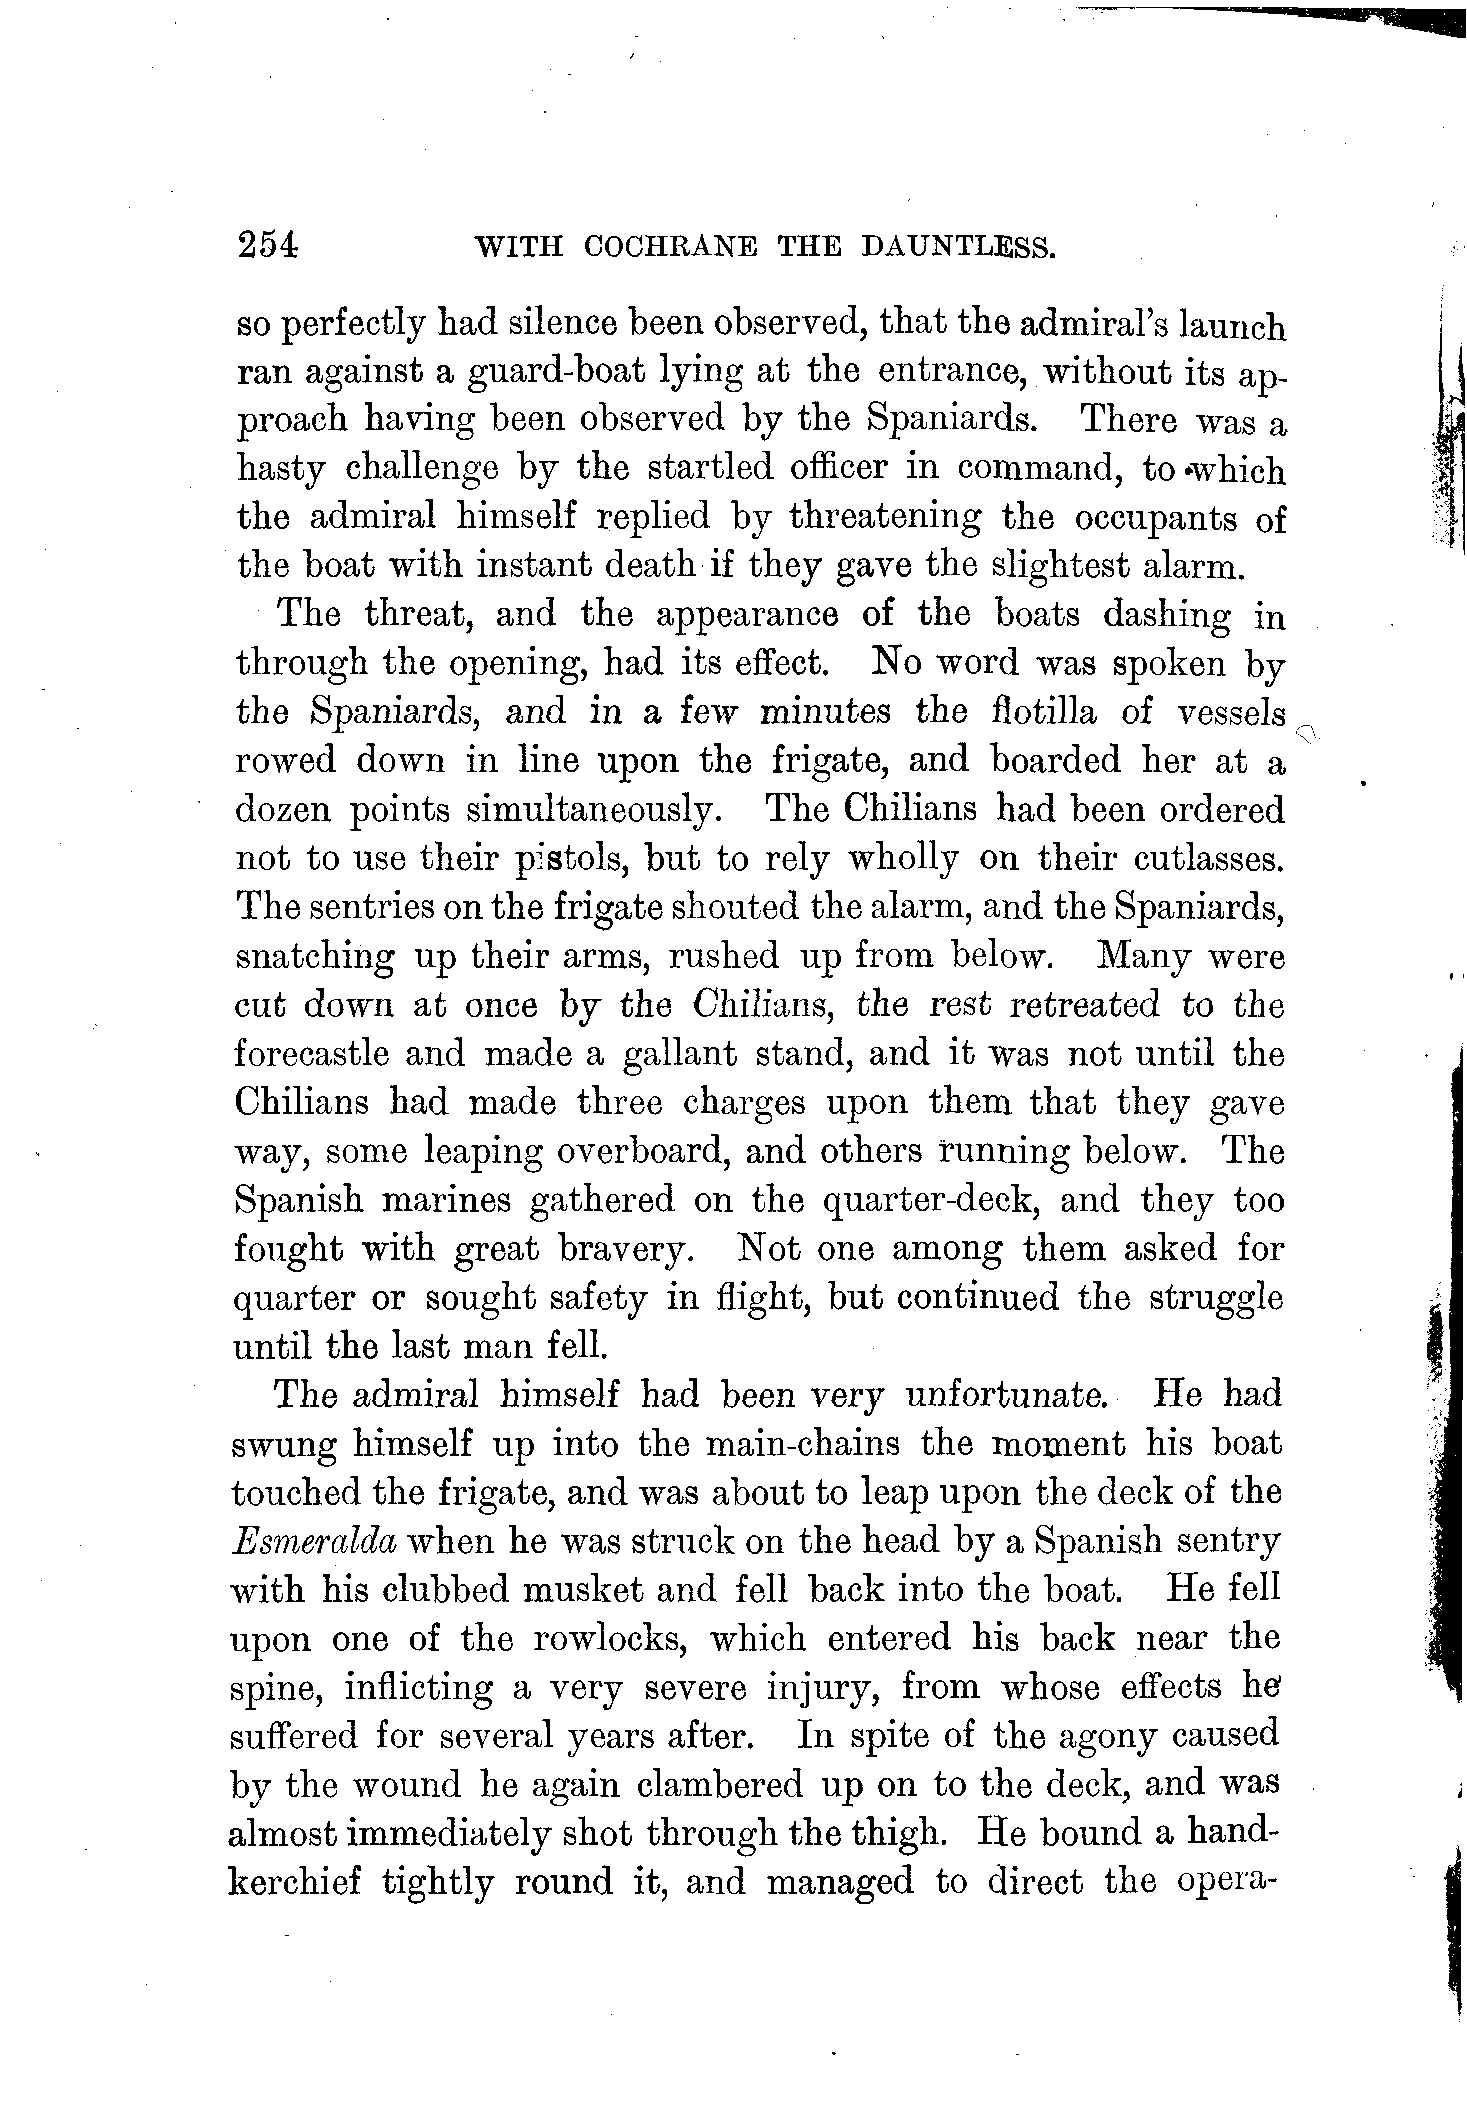 254 WITH COCHRANE THE DAUNTLESS.
so perfectly had silence been observed, that the admiral's launch
ran against a guard-boat lying at the entrance, without its ap-
proach having been observed by the Spaniards. There was a
hasty challenge by the startled officer in command, to which
the admiral himself replied by threatening the occupants of
the boat with instant death if they gave the slightest alarm.
The threat, and the appearance of the boats dashing in
through the opening, had its effect. No word was spoken by
the Spaniards, and in a few minutes the flotilla of vessels
rowed down in line upon the frigate, and boarded her at a
dozen points simultaneously. The Chilians had been ordered
not to use their pistols, but to rely wholly on their cutlasses.
The sentries on the frigate shouted the alarm, and the Spaniards,
snatching up their arms, rushed up from below. Many were
cut down at once by the Chilians, the rest retreated to the
forecastle and made a gallant stand, and it was not until the
Chilians had made three charges upon them that they gave
way, some leaping overboard, and others running below. The
Spanish marines gathered on the quarter-deck, and they too
fought with great bravery. Not one among them asked for
quarter or sought safety in flight, but continued the struggle
until the last man fell.
The admiral himself had been very unfortunate. He had
swung himself up into the main-chains the moment his boat
touched the frigate, and was about to leap upon the deck of the
Esmeralda when he was struck on the head by a Spanish sentry
with his clubbed musket and fell back into the boat. He fell
upon one of the rowlocks, which entered his back near the
spine, inflicting a very severe injury, from whose effects he
suffered for several years after. In spite of the agony caused
by the wound he again clambered up on to the deck, and was
almost immediately shot through the thigh. He bound a hand-
kerchief tightly round it, and managed to direct the opera-